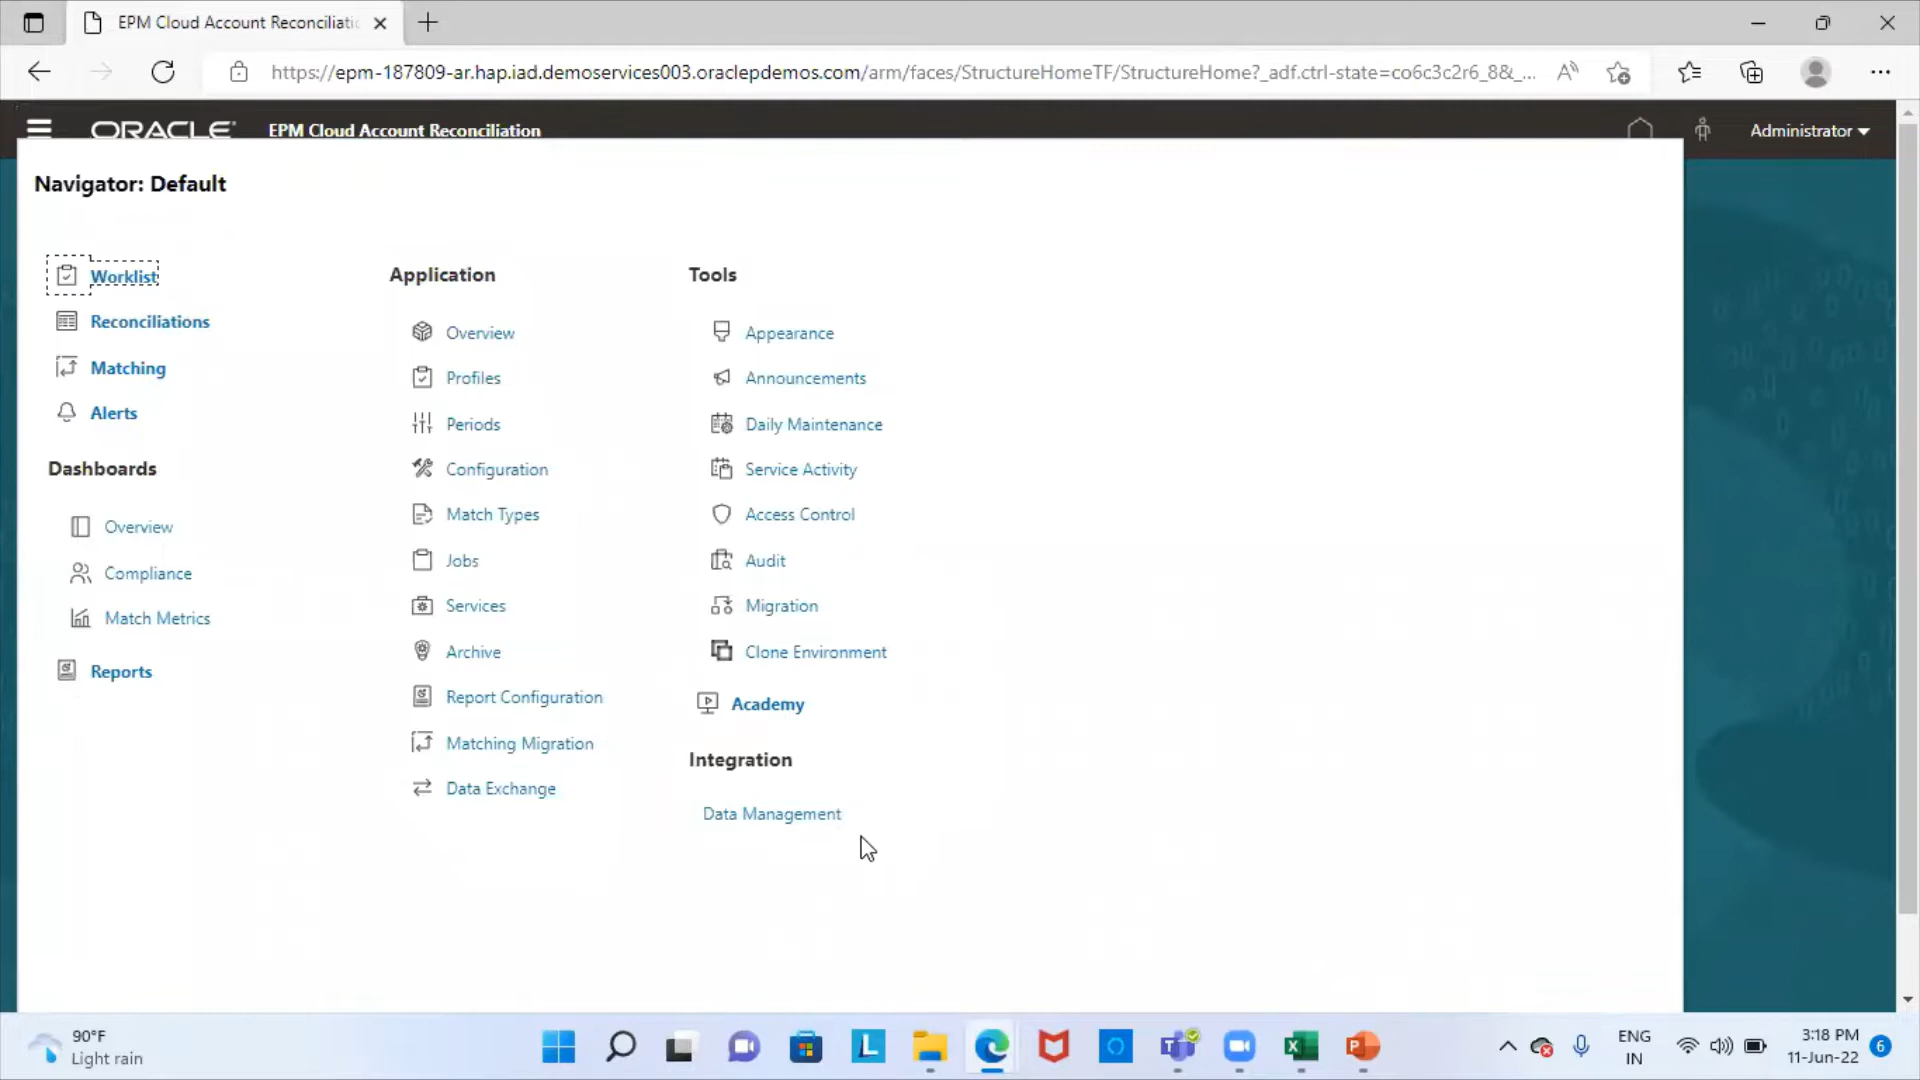 EPM Cloud Account Reconciliatio
https://epm-187809-ar.hap.iad.demoservices003.oraclepdemos.com/arm/faces/StructureHomeTF/StructureHome?_adf.ctrl-state=co6c3c2r6_8&_...
ORACLE EPM Cloud Account Reconciliation
Administrator
Navigator: Default
Worklist
Reconciliations
Matching
Alerts
Dashboards
Overview
Compliance
Match Metrics
Reports
Application
Overview
Profiles
Periods
Configuration
Match Types
Jobs
Services
Archive
Report Configuration
Matching Migration
Data Exchange
Tools
Appearance
Announcements
Daily Maintenance
Service Activity
Access Control
Audit
Migration
Clone Environment
Academy
Integration
Data Management
90°F
Light rain
ENG
IN
3:18 PM
11-Jun-22
6